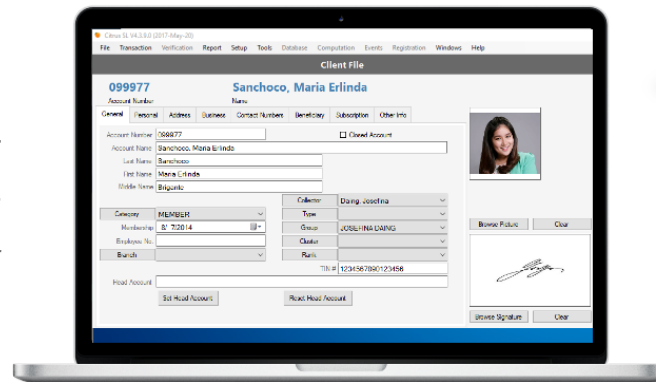 Citrus SL V4.3.9.0 (2017-May-20)
File Transaction Verification Report Setup Tools Database Computation Events Registration Windows Help
Client File
099977 Sanchoco, Maria Erlinda
Account Number Name
General Personal Address Business Contact Numbers Beneficiary Subscription Other Info
Account Number 099977 Closed Account
Account Name Sanchoco, Maria Erlinda
Last Name Sanchoco
First Name Maria Erlinda
Middle Name Brigante
Collector Daing, Josefina
Category MEMBER Type
Membership 8/ 7/2014 Group JOSEFINA DAING
Employee No. Cluster
Branch Rank
TIN # 1234567890123456
Head Account
Set Head Account Reset Head Account
Browse Picture Clear
Browse Signature Clear